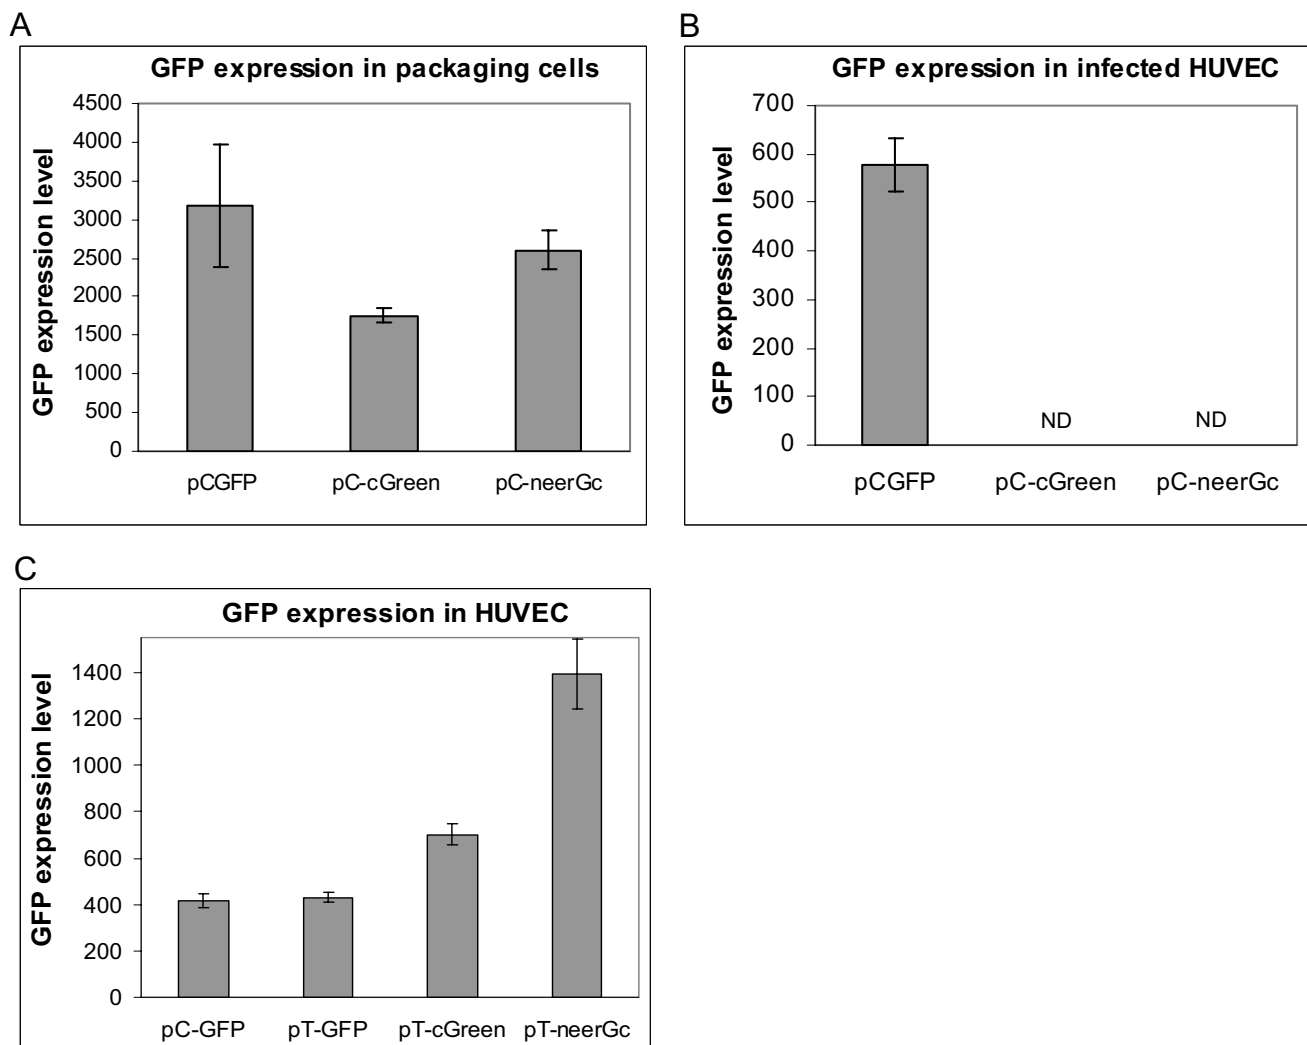 A
GFP expression in packaging cells
GFP expression level
4500
4000
3500
3000
2500
2000
1500
1000
500
0
pCGFP pC-cGreen pC-neerGc
B
GFP expression in infected HUVEC
GFP expression level
700
600
500
400
300
200
100
0
ND ND
pCGFP pC-cGreen pC-neerGc
C
GFP expression in HUVEC
GFP expression level
1400
1200
1000
800
600
400
200
0
pC-GFP pT-GFP pT-cGreen pT-neerGc